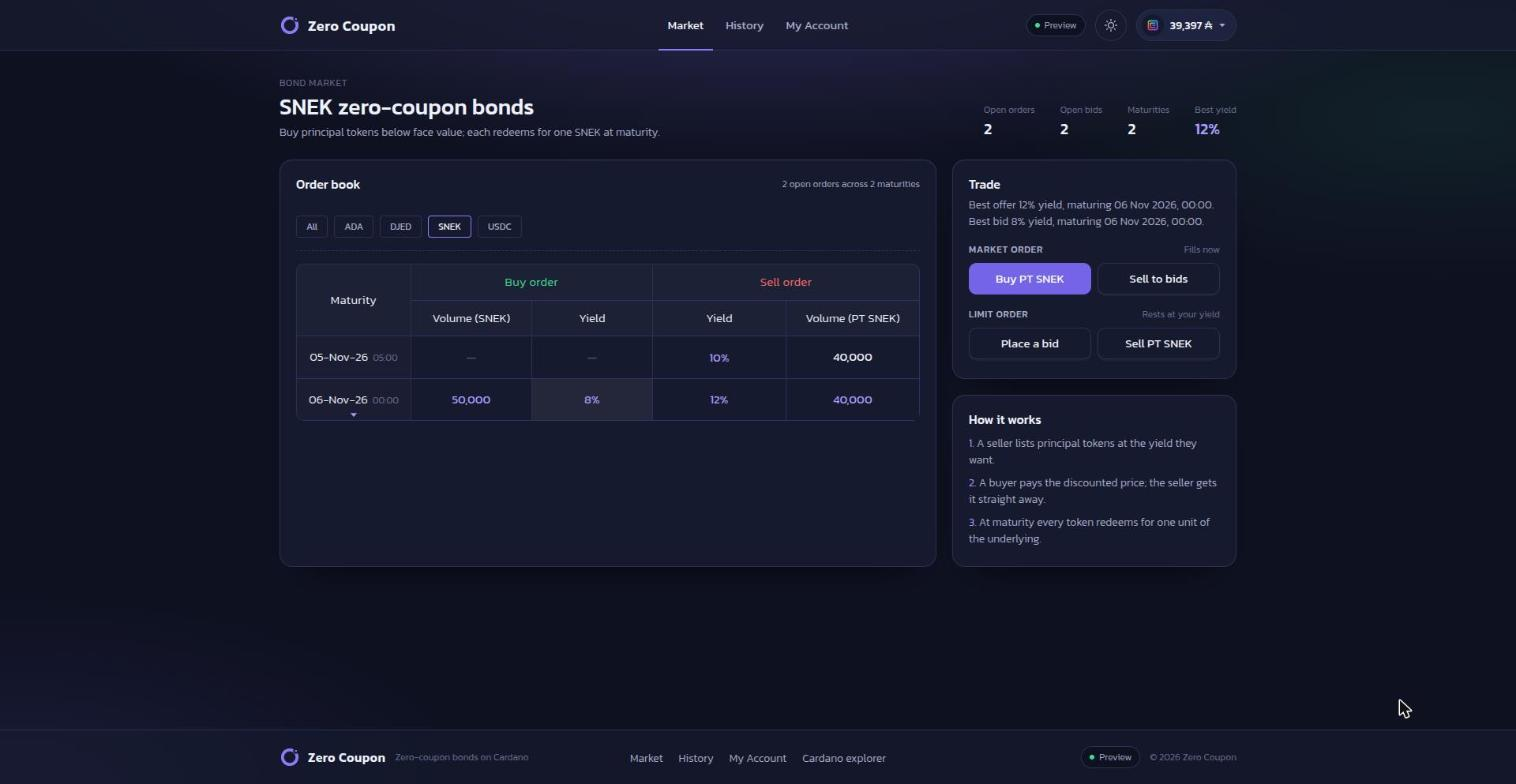 Zero Coupon
Market History My Account
Preview
39,397 ₳
BOND MARKET
SNEK zero-coupon bonds
Buy principal tokens below face value; each redeems for one SNEK at maturity.
Open orders Open bids Maturities Best yield
2 2 2 12%
Order book
2 open orders across 2 maturities
All ADA DJED SNEK USDC
Maturity
Buy order Sell order
Volume (SNEK) Yield Yield Volume (PT SNEK)
05-Nov-26 05:00 — — 10% 40,000
06-Nov-26 00:00 50,000 8% 12% 40,000
Trade
Best offer 12% yield, maturing 06 Nov 2026, 00:00.
Best bid 8% yield, maturing 06 Nov 2026, 00:00.
MARKET ORDER Fills now
Buy PT SNEK Sell to bids
LIMIT ORDER Rests at your yield
Place a bid Sell PT SNEK
How it works
1. A seller lists principal tokens at the yield they
want.
2. A buyer pays the discounted price; the seller gets
it straight away.
3. At maturity every token redeems for one unit of
the underlying.
Zero Coupon Zero-coupon bonds on Cardano
Market History My Account Cardano explorer
Preview © 2026 Zero Coupon